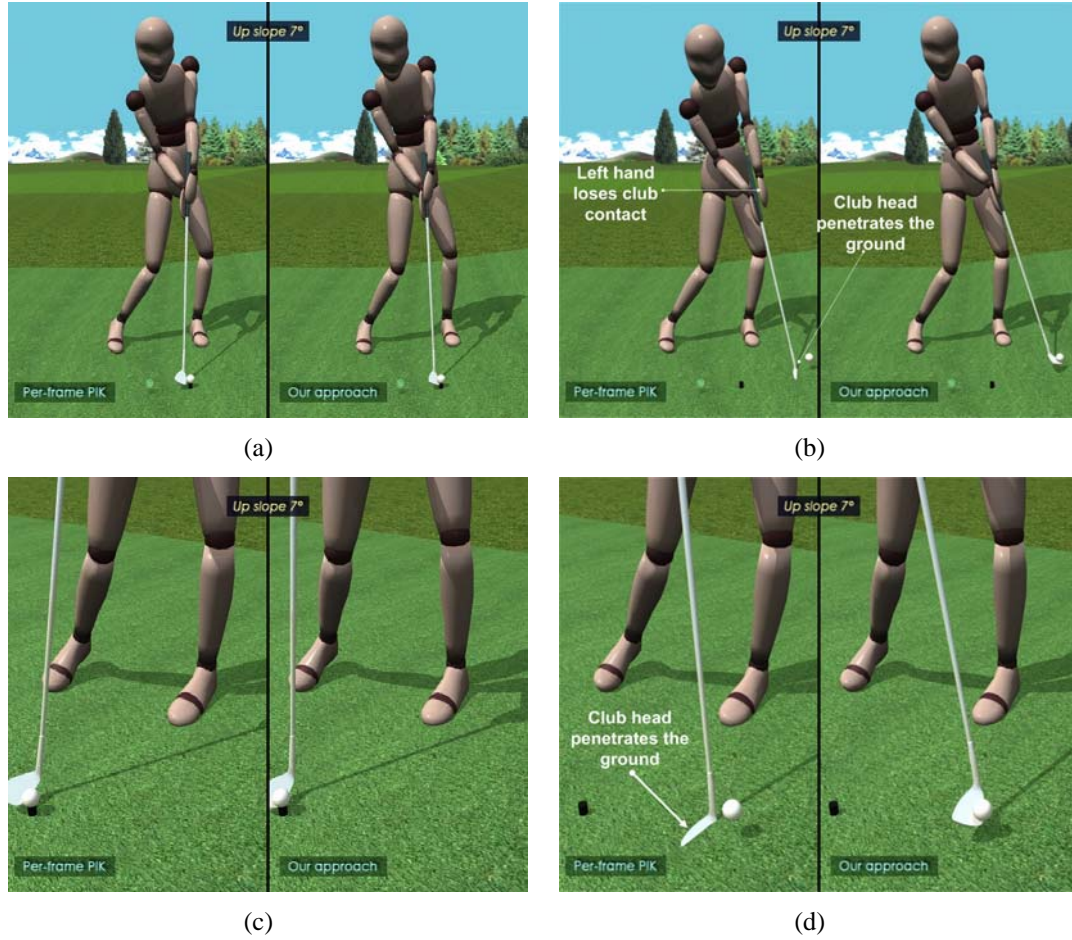 Up slope 7°
Per-frame PIK
Our approach
(a)
Up slope 7°
Left hand
loses club
contact
Club head
penetrates the
ground
Per-frame PIK
Our approach
(b)
Up slope 7°
Per-frame PIK
Our approach
(c)
Up slope 7°
Club head
penetrates the
ground
Per-frame PIK
Our approach
(d)